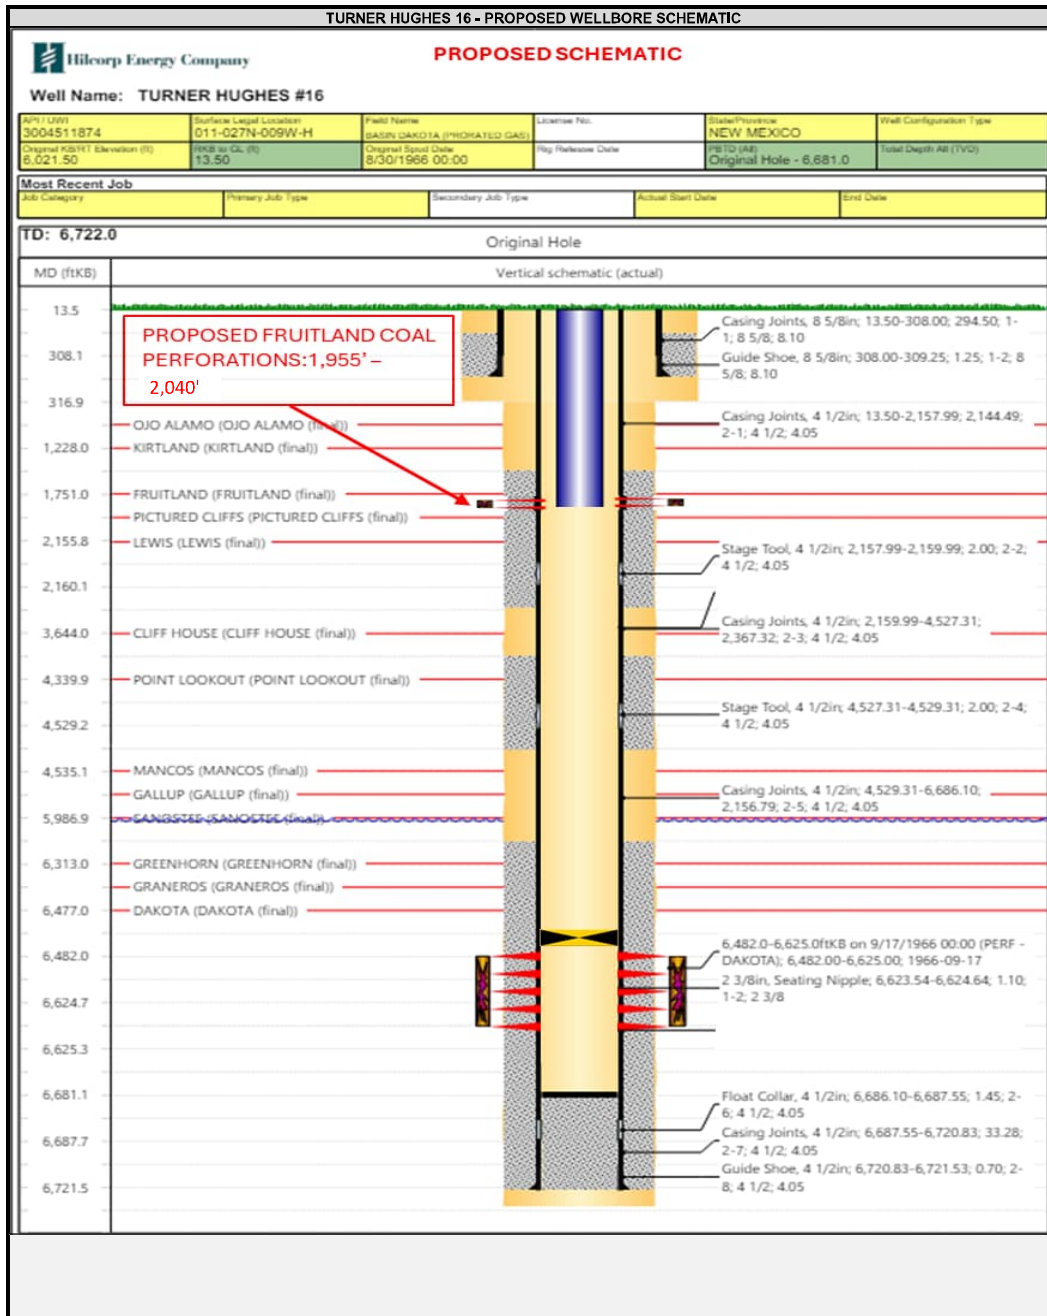 TURNER HUGHES 16 - PROPOSED WELLBORE SCHEMATIC
Hilcorp Energy Company
PROPOSED SCHEMATIC
Well Name: TURNER HUGHES #16
API / UWI
3004511874
Surface Legal Location
011-027N-009W-H
Field Name
BASIN DAKOTA (PRORATED GAS)
License No.
State/Province
NEW MEXICO
Well Configuration Type
Original KB/RT Elevation (ft)
6,021.50
RKB to GL (ft)
13.50
Original Spud Date
8/30/1966 00:00
Rig Release Date
PBTD (All)
Original Hole - 6,681.0
Total Depth All (TVD)
Most Recent Job
Job Category
Primary Job Type
Secondary Job Type
Actual Start Date
End Date
TD: 6,722.0
Original Hole
MD (ftKB)
Vertical schematic (actual)
13.5
308.1
316.9
1,228.0
1,751.0
2,155.8
2,160.1
3,644.0
4,339.9
4,529.2
4,535.1
5,986.9
6,313.0
6,477.0
6,482.0
6,624.7
6,625.3
6,681.1
6,687.7
6,721.5
PROPOSED FRUITLAND COAL
PERFORATIONS:1,955' –
2,040'
OJO ALAMO (OJO ALAMO (final))
KIRTLAND (KIRTLAND (final))
FRUITLAND (FRUITLAND (final))
PICTURED CLIFFS (PICTURED CLIFFS (final))
LEWIS (LEWIS (final))
CLIFF HOUSE (CLIFF HOUSE (final))
POINT LOOKOUT (POINT LOOKOUT (final))
MANCOS (MANCOS (final))
GALLUP (GALLUP (final))
SANOSTEE (SANOSTEE (final))
GREENHORN (GREENHORN (final))
GRANEROS (GRANEROS (final))
DAKOTA (DAKOTA (final))
Casing Joints, 8 5/8in; 13.50-308.00; 294.50; 1-
1; 8 5/8; 8.10
Guide Shoe, 8 5/8in; 308.00-309.25; 1.25; 1-2; 8
5/8; 8.10
Casing Joints, 4 1/2in; 13.50-2,157.99; 2,144.49;
2-1; 4 1/2; 4.05
Stage Tool, 4 1/2in; 2,157.99-2,159.99; 2.00; 2-2;
4 1/2; 4.05
Casing Joints, 4 1/2in; 2,159.99-4,527.31;
2,367.32; 2-3; 4 1/2; 4.05
Stage Tool, 4 1/2in; 4,527.31-4,529.31; 2.00; 2-4;
4 1/2; 4.05
Casing Joints, 4 1/2in; 4,529.31-6,686.10;
2,156.79; 2-5; 4 1/2; 4.05
6,482.0-6,625.0ftKB on 9/17/1966 00:00 (PERF -
DAKOTA); 6,482.00-6,625.00; 1966-09-17
2 3/8in, Seating Nipple; 6,623.54-6,624.64; 1.10;
1-2; 2 3/8
Float Collar, 4 1/2in; 6,686.10-6,687.55; 1.45; 2-
6; 4 1/2; 4.05
Casing Joints, 4 1/2in; 6,687.55-6,720.83; 33.28;
2-7; 4 1/2; 4.05
Guide Shoe, 4 1/2in; 6,720.83-6,721.53; 0.70; 2-
8; 4 1/2; 4.05